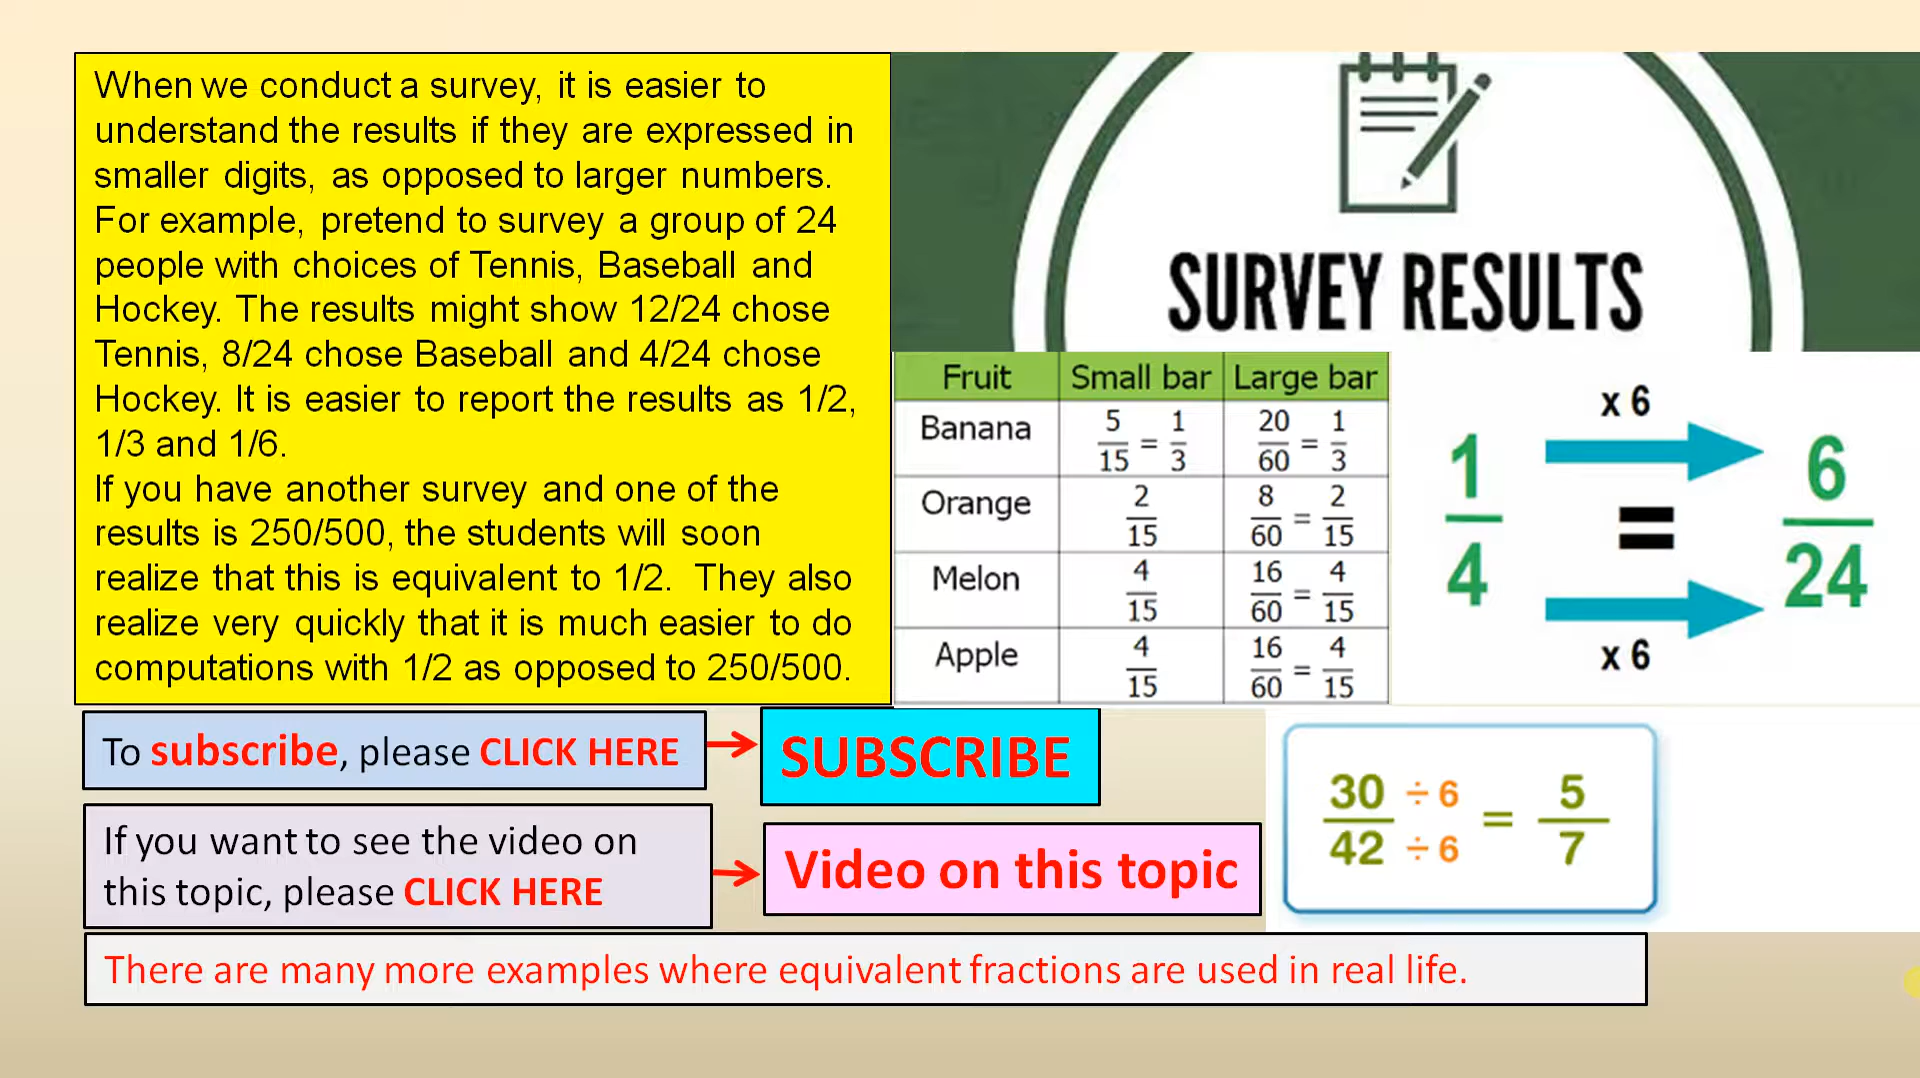 When we conduct a survey, it is easier to
understand the results if they are expressed in
smaller digits, as opposed to larger numbers.
For example, pretend to survey a group of 24
people with choices of Tennis, Baseball and
Hockey. The results might show 12/24 chose
Tennis, 8/24 chose Baseball and 4/24 chose
Hockey. It is easier to report the results as 1/2,
1/3 and 1/6.
If you have another survey and one of the
results is 250/500, the students will soon
realize that this is equivalent to 1/2. They also
realize very quickly that it is much easier to do
computations with 1/2 as opposed to 250/500.
SURVEY RESULTS
Fruit Small bar Large bar
Banana 5/15 = 1/3 20/60 = 1/3
Orange 2/15 8/60 = 2/15
Melon 4/15 16/60 = 4/15
Apple 4/15 16/60 = 4/15
x 6
1/4 = 6/24
x 6
To subscribe, please CLICK HERE
SUBSCRIBE
If you want to see the video on
this topic, please CLICK HERE
Video on this topic
30 ÷ 6 = 5
42 ÷ 6 7
There are many more examples where equivalent fractions are used in real life.